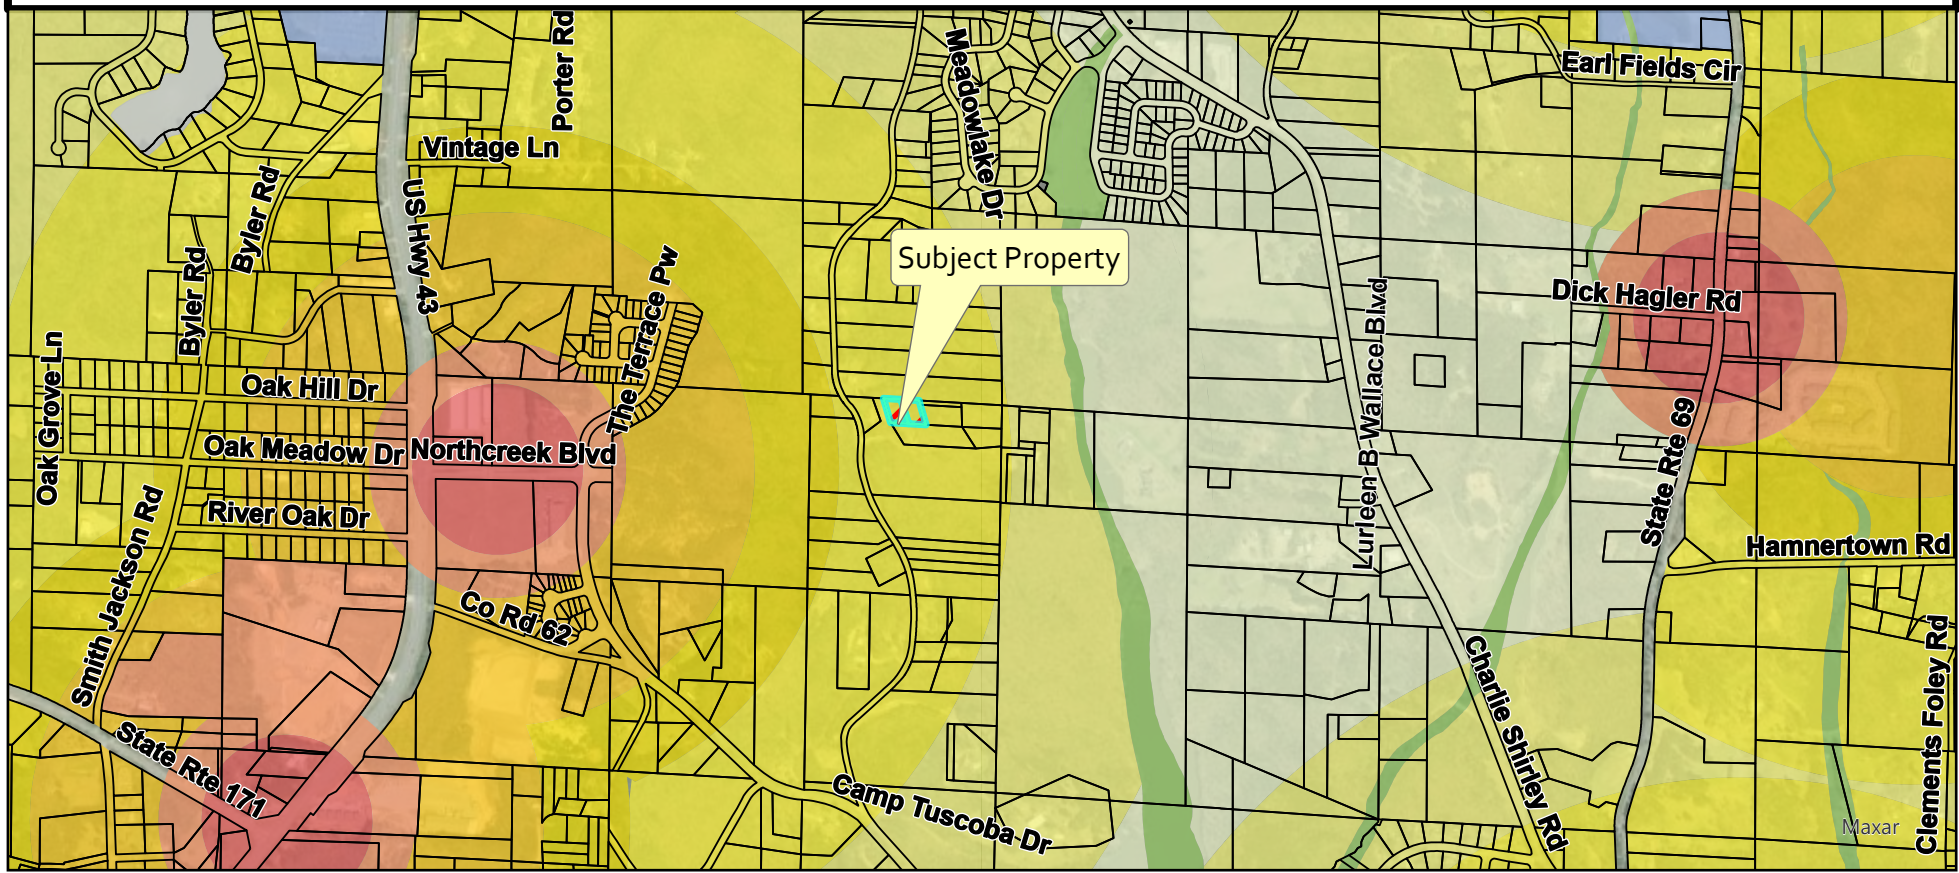 Porter Rd
Meadowlake Dr
Earl Fields Cir
Vintage Ln
Byler Rd
US Hwy 43
Byler Rd
Subject Property
The Terrace Pw
Dick Hagler Rd
Oak Grove Ln
Oak Hill Dr
Lurleen B Wallace Blvd
Oak Meadow Dr
Northcreek Blvd
State Rte 69
River Oak Dr
Hamnertown Rd
Smith Jackson Rd
Co Rd 62
Charlie Shirley Rd
Clements Foley Rd
State Rte 171
Camp Tuscoba Dr
Maxar